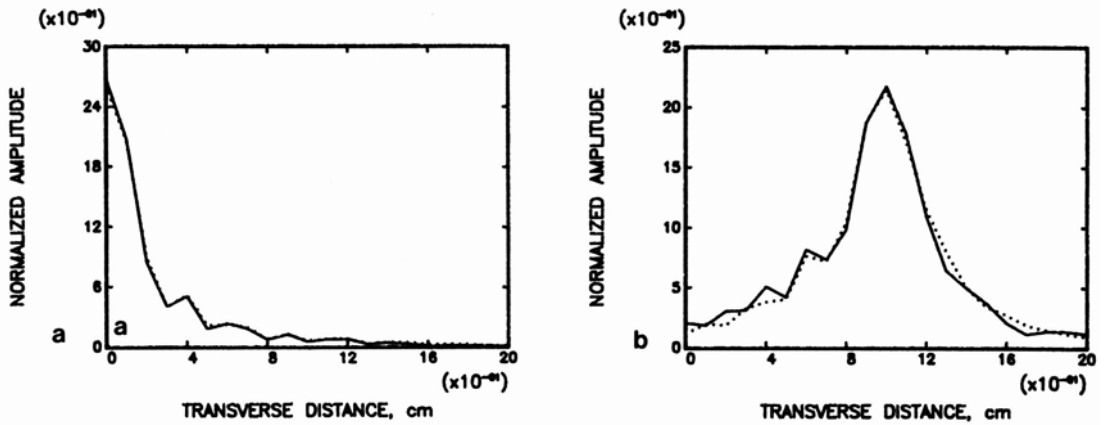 (x10⁻⁰¹)
30
24
18
12
6
0
NORMALIZED AMPLITUDE
a
a
0 4 8 12 16 20
(x10⁻⁰¹)
TRANSVERSE DISTANCE, cm
(x10⁻⁰¹)
25
20
15
10
5
0
NORMALIZED AMPLITUDE
b
0 4 8 12 16 20
(x10⁻⁰¹)
TRANSVERSE DISTANCE, cm